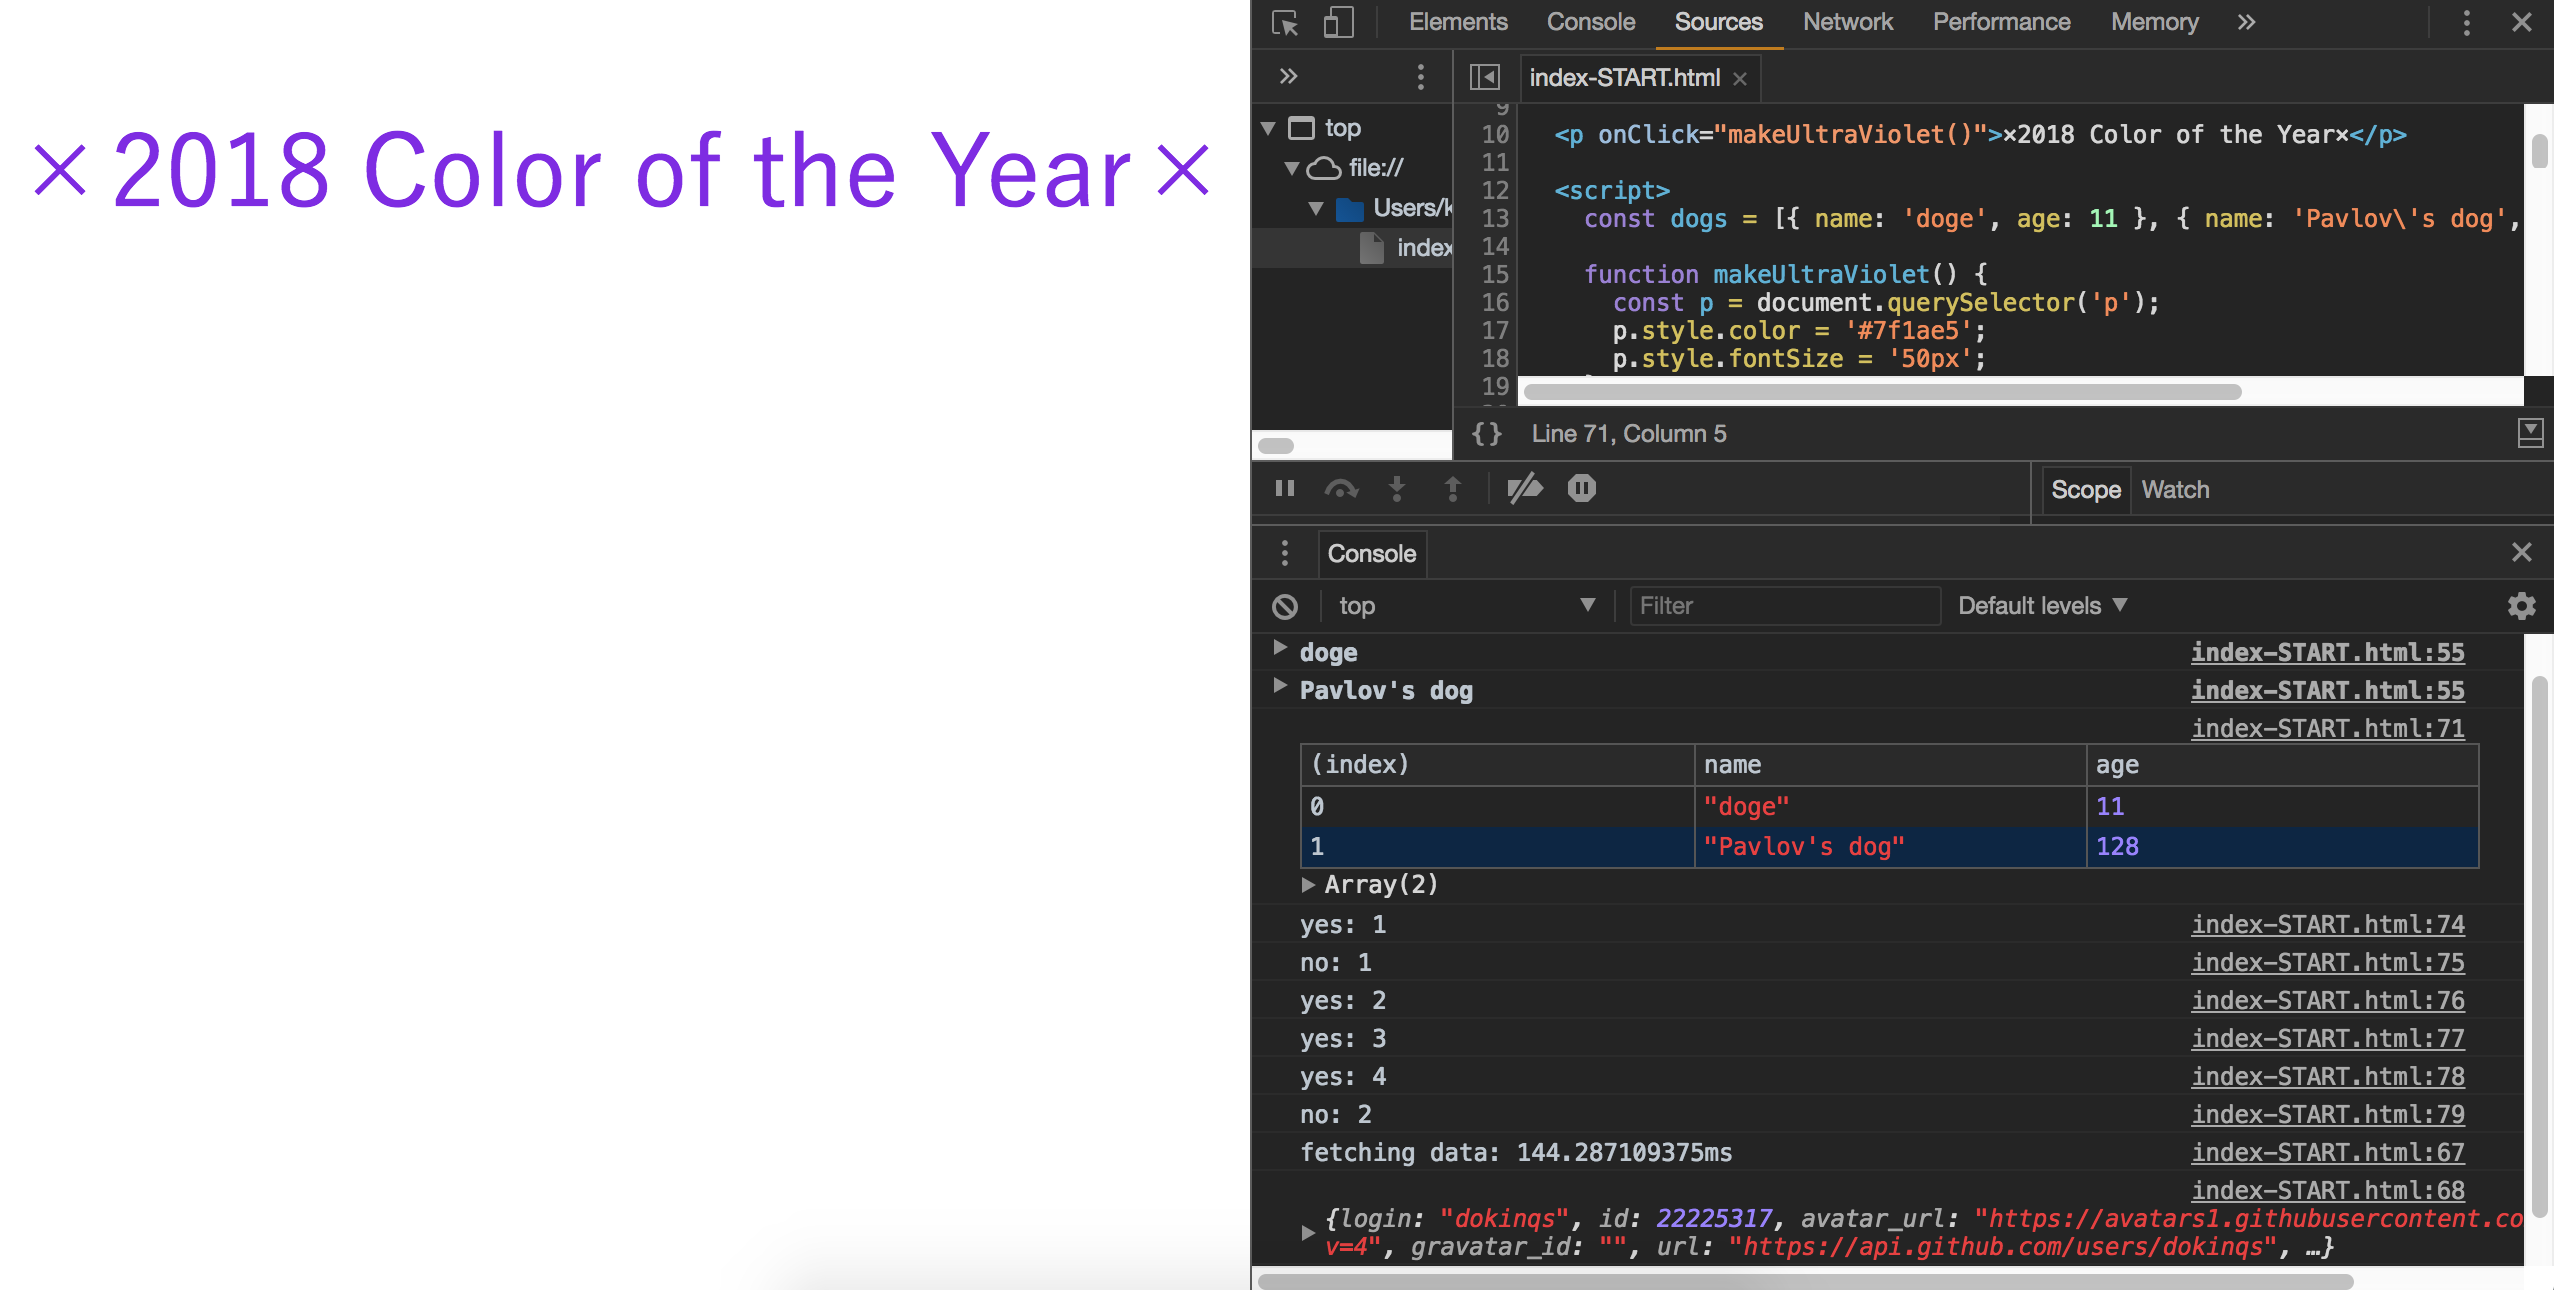 ×2018 Color of the Year×
Elements Console Sources Network Performance Memory »
» index-START.html ×
top
file://
Users/k
index
9
10 <p onClick="makeUltraViolet()">×2018 Color of the Year×</p>
11
12 <script>
13 const dogs = [{ name: 'doge', age: 11 }, { name: 'Pavlov\'s dog',
14
15 function makeUltraViolet() {
16 const p = document.querySelector('p');
17 p.style.color = '#7f1ae5';
18 p.style.fontSize = '50px';
19
{} Line 71, Column 5
Scope Watch
Console
top Filter Default levels
doge index-START.html:55
Pavlov's dog index-START.html:55
index-START.html:71
(index) name age
0 "doge" 11
1 "Pavlov's dog" 128
Array(2)
yes: 1 index-START.html:74
no: 1 index-START.html:75
yes: 2 index-START.html:76
yes: 3 index-START.html:77
yes: 4 index-START.html:78
no: 2 index-START.html:79
fetching data: 144.287109375ms index-START.html:67
index-START.html:68
{login: "dokinqs", id: 22225317, avatar_url: "https://avatars1.githubusercontent.co
v=4", gravatar_id: "", url: "https://api.github.com/users/dokinqs", …}